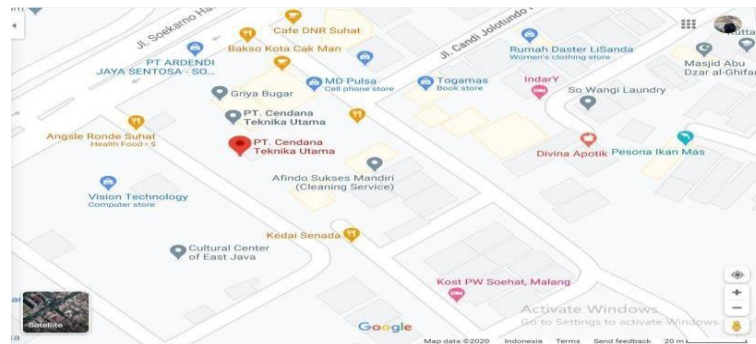 Jl. Soekarno Ha
Cafe DNR Suhat
Jl. Candi Jolotundo
Bakso Kota Cak Man
PT ARDENDI
JAYA SENTOSA - SO...
Rumah Daster LiSanda
Women's clothing store
Masjid Abu
Dzar al-Ghifar
MD Pulsa
Cell phone store
Togamas
Book store
IndarY
So Wangi Laundry
Griya Bugar
PT. Cendana
Teknika Utama
Angsle Ronde Suhat
Health Food - $
PT. Cendana
Teknika Utama
Divina Apotik
Pesona Ikan Mas
Afindo Sukses Mandiri
(Cleaning Service)
Vision Technology
Computer store
Kedai Senada
Cultural Center
of East Java
Kost PW Soehat, Malang
Activate Windows
Go to Settings to activate Windows.
Satellite
Google
Map data ©2020
Indonesia
Terms
Send feedback
20 m